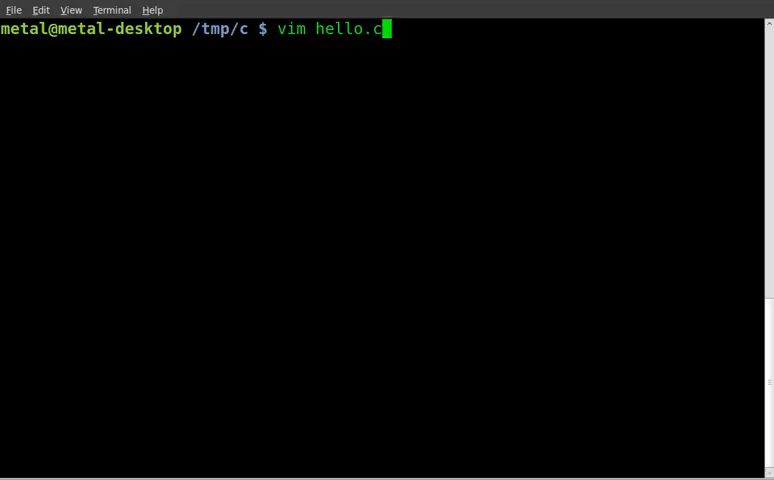 File Edit View Terminal Help
metal@metal-desktop /tmp/c $ vim hello.c